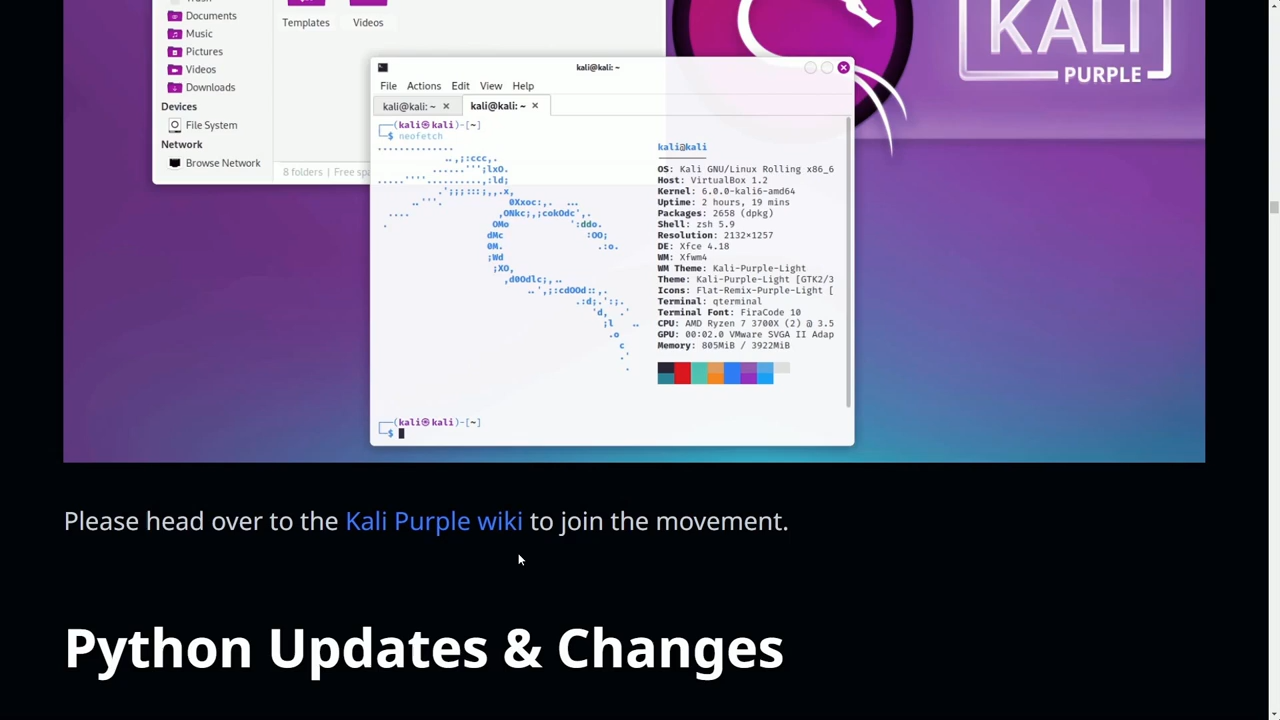 Trash
Documents
Music
Pictures
Videos
Downloads
Devices
File System
Network
Browse Network
Templates
Videos
8 folders | Free spa
KALI
PURPLE
kali@kali: ~
File Actions Edit View Help
kali@kali: ~ ×
kali@kali: ~ ×
┌──(kali㉿kali)-[~]
└─$ neofetch
kali@kali
OS: Kali GNU/Linux Rolling x86_6
Host: VirtualBox 1.2
Kernel: 6.0.0-kali6-amd64
Uptime: 2 hours, 19 mins
Packages: 2658 (dpkg)
Shell: zsh 5.9
Resolution: 2132×1257
DE: Xfce 4.18
WM: Xfwm4
WM Theme: Kali-Purple-Light
Theme: Kali-Purple-Light [GTK2/3
Icons: Flat-Remix-Purple-Light [
Terminal: qterminal
Terminal Font: FiraCode 10
CPU: AMD Ryzen 7 3700X (2) @ 3.5
GPU: 00:02.0 VMware SVGA II Adap
Memory: 805MiB / 3922MiB
┌──(kali㉿kali)-[~]
└─$
Please head over to the Kali Purple wiki to join the movement.
Python Updates & Changes